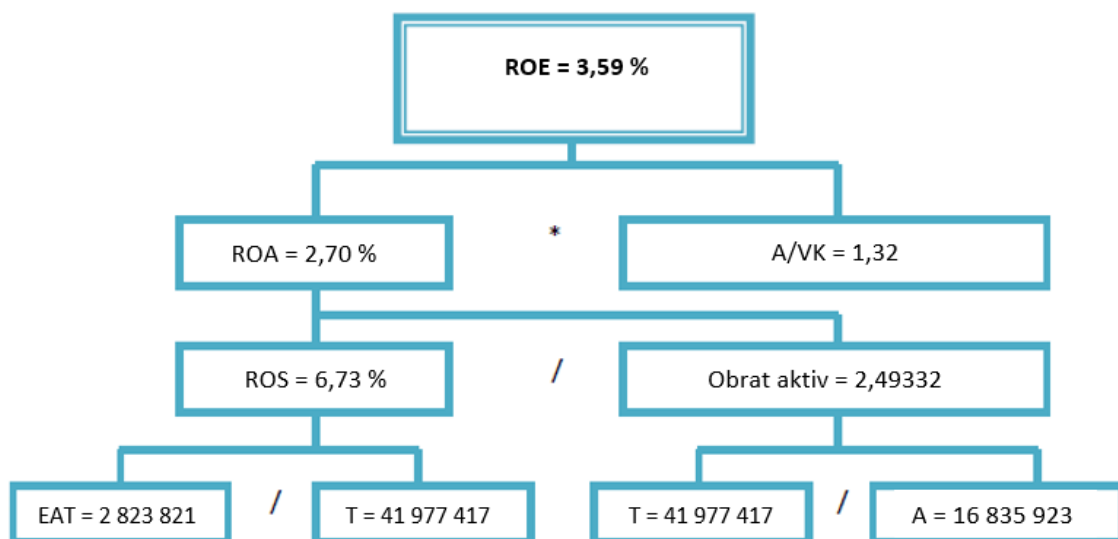 ROE = 3,59 %
ROA = 2,70 %
*
A/VK = 1,32
ROS = 6,73 %
/
Obrat aktiv = 2,49332
EAT = 2 823 821
/
T = 41 977 417
T = 41 977 417
/
A = 16 835 923